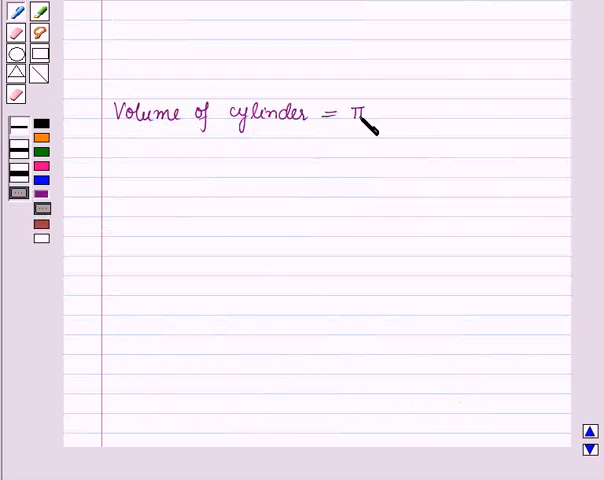 Volume of cylinder = π